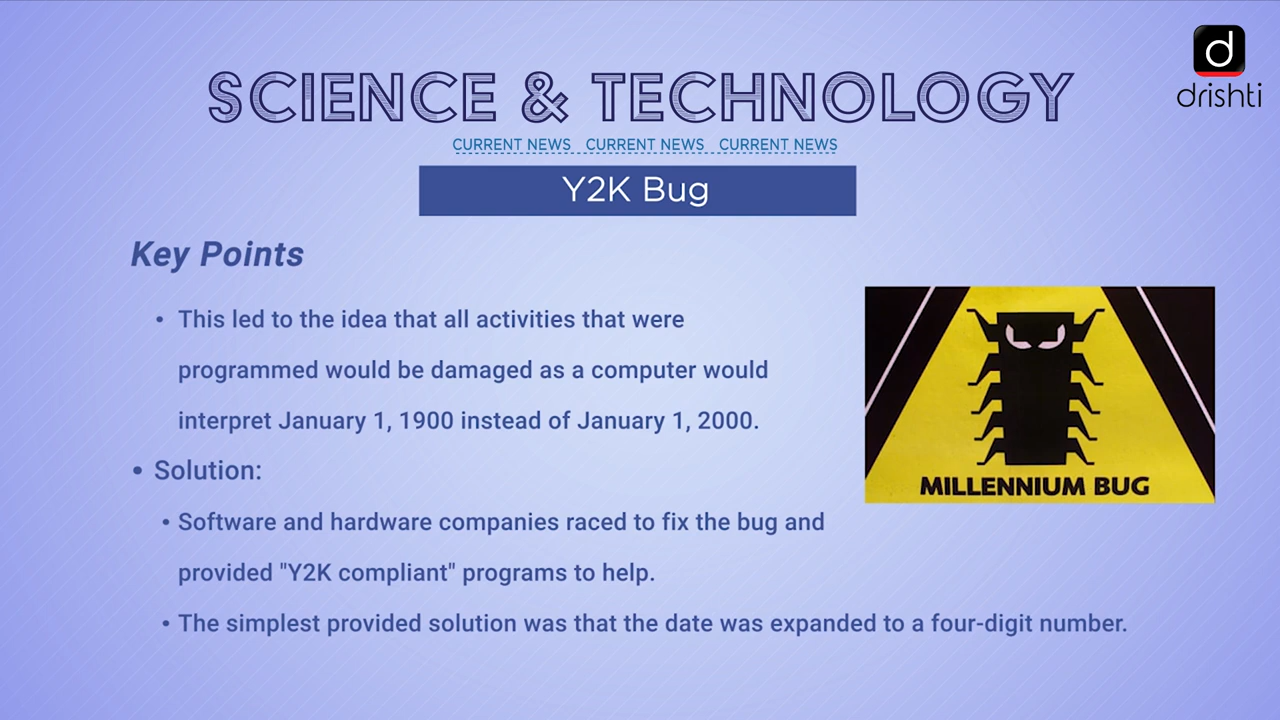 d
drishti
SCIENCE & TECHNOLOGY
CURRENT NEWS CURRENT NEWS CURRENT NEWS
Y2K Bug
Key Points
• This led to the idea that all activities that were
programmed would be damaged as a computer would
interpret January 1, 1900 instead of January 1, 2000.
MILLENNIUM BUG
• Solution:
• Software and hardware companies raced to fix the bug and
provided "Y2K compliant" programs to help.
• The simplest provided solution was that the date was expanded to a four-digit number.